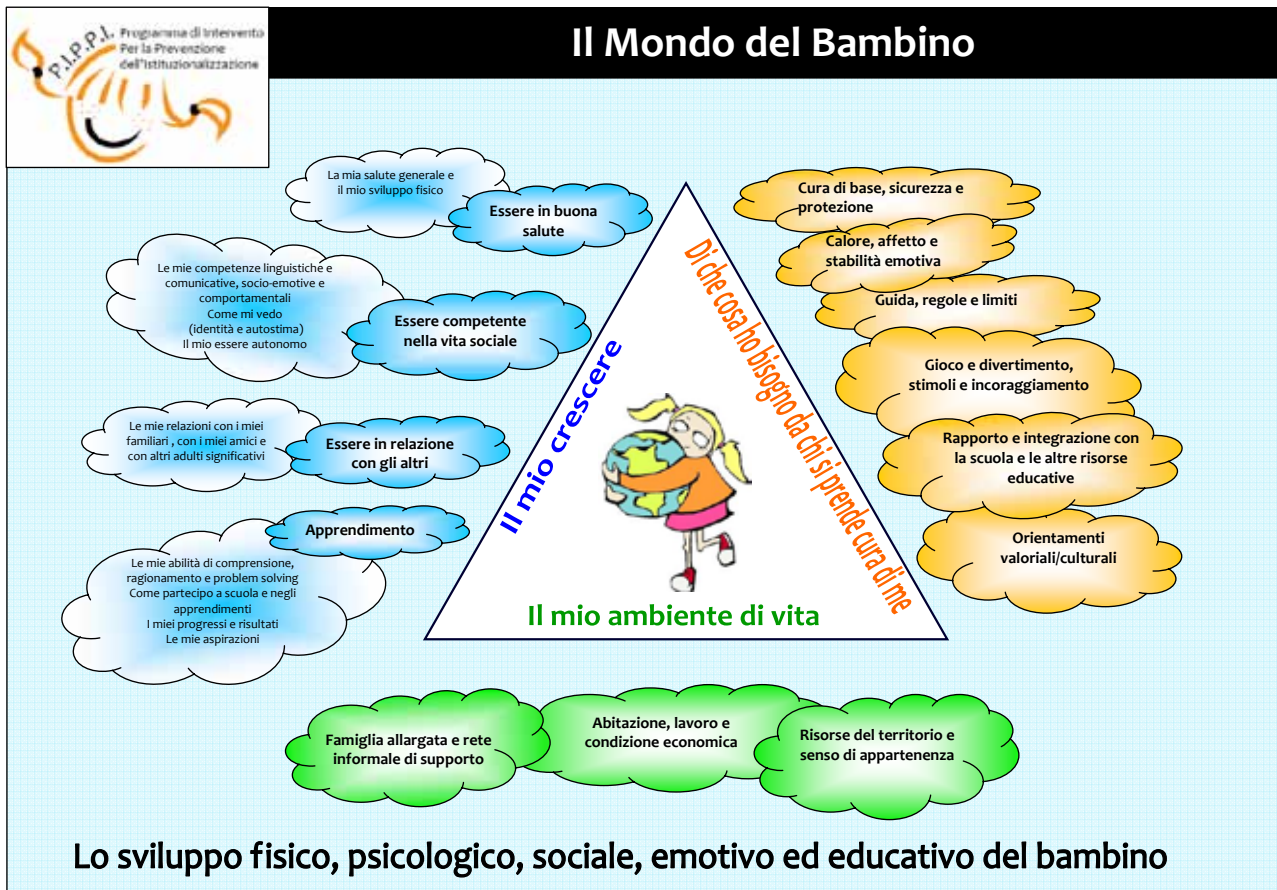 P.I.P.P.I.
Programma di Intervento
Per la Prevenzione
dell'Istituzionalizzazione
Il Mondo del Bambino
La mia salute generale e
il mio sviluppo fisico
Essere in buona
salute
Le mie competenze linguistiche e
comunicative, socio-emotive e
comportamentali
Come mi vedo
(identità e autostima)
Il mio essere autonomo
Essere competente
nella vita sociale
Le mie relazioni con i miei
familiari , con i miei amici e
con altri adulti significativi
Essere in relazione
con gli altri
Apprendimento
Le mie abilità di comprensione,
ragionamento e problem solving
Come partecipo a scuola e negli
apprendimenti
I miei progressi e risultati
Le mie aspirazioni
Il mio crescere
Di che cosa ho bisogno da chi si prende cura di me
Il mio ambiente di vita
Cura di base, sicurezza e
protezione
Calore, affetto e
stabilità emotiva
Guida, regole e limiti
Gioco e divertimento,
stimoli e incoraggiamento
Rapporto e integrazione con
la scuola e le altre risorse
educative
Orientamenti
valoriali/culturali
Famiglia allargata e rete
informale di supporto
Abitazione, lavoro e
condizione economica
Risorse del territorio e
senso di appartenenza
Lo sviluppo fisico, psicologico, sociale, emotivo ed educativo del bambino